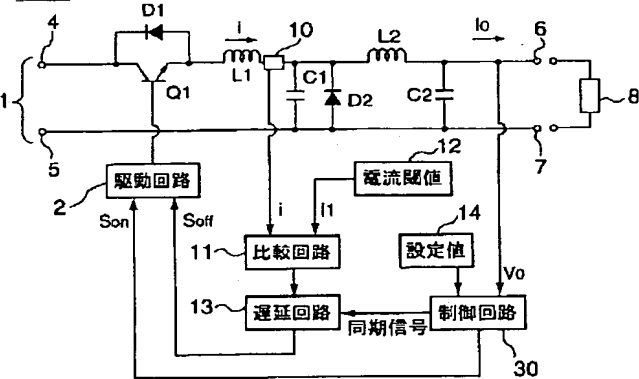 D1
i
10
L2
Io
4
6
L1
C1
Q1
1
D2
C2
8
5
12
7
駆動回路
電流閾値
2
14
Son
Soff
i
I1
11
比較回路
設定値
Vo
13
遅延回路
同期信号
制御回路
30